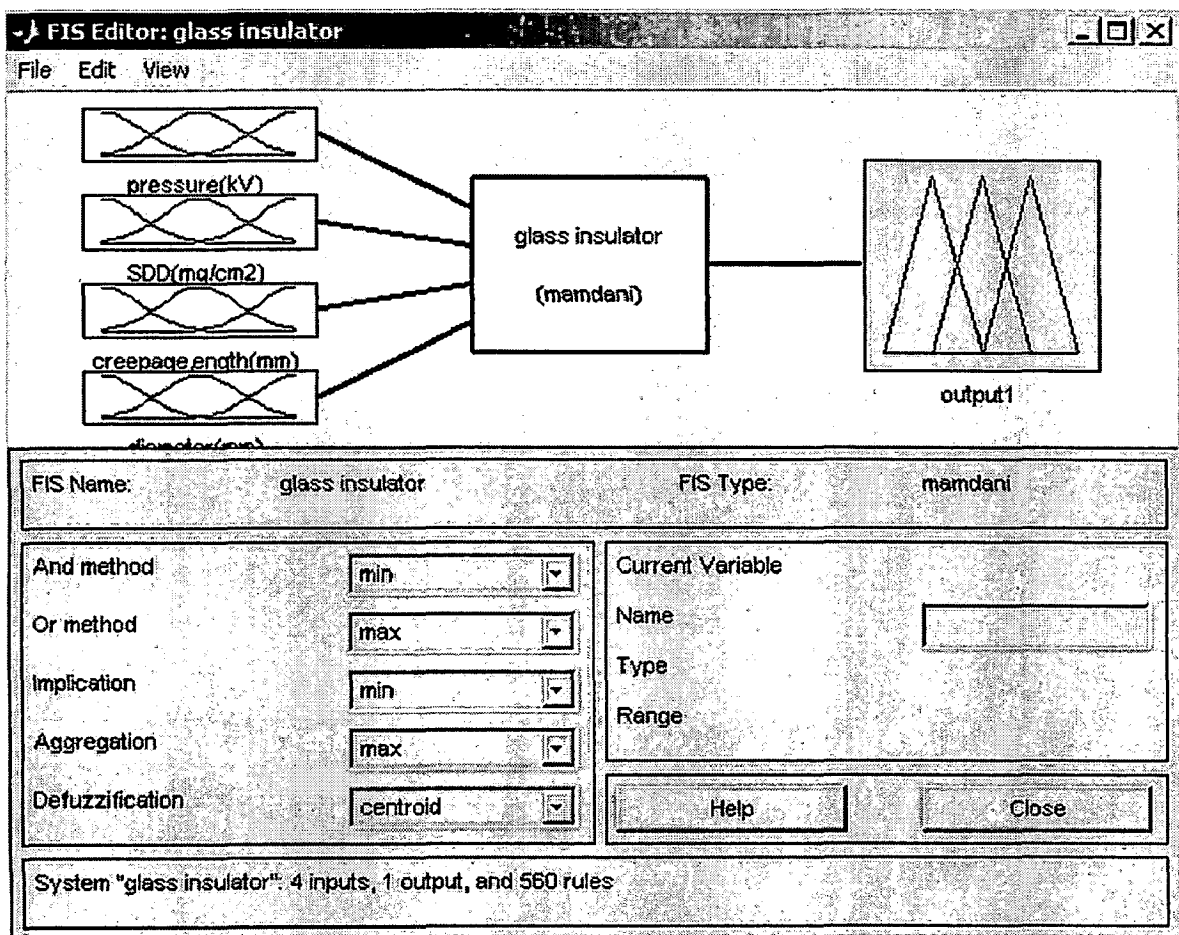 FIS Editor: glass insulator
File Edit View
pressure(kV)
SDD(mg/cm2)
creepage,ength(mm)
diameter(mm)
glass insulator
(mamdani)
output1
FIS Name: glass insulator FIS Type: mamdani
And method min
Or method max
Implication min
Aggregation max
Defuzzification centroid
Current Variable
Name
Type
Range
Help Close
System "glass insulator": 4 inputs, 1 output, and 560 rules